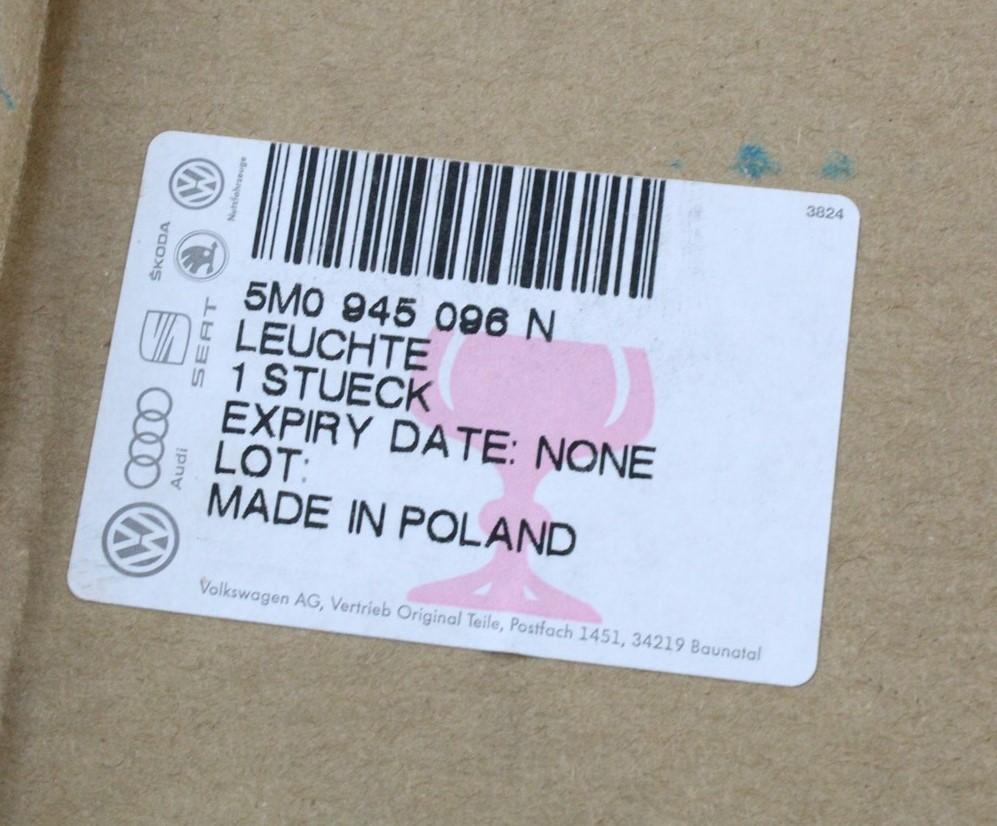 3824
Nutzfahrzeuge
ŠKODA
SEAT
Audi
5M0 945 096 N
LEUCHTE
1 STUECK
EXPIRY DATE: NONE
LOT:
MADE IN POLAND
Volkswagen AG, Vertrieb Original Teile, Postfach 1451, 34219 Baunatal